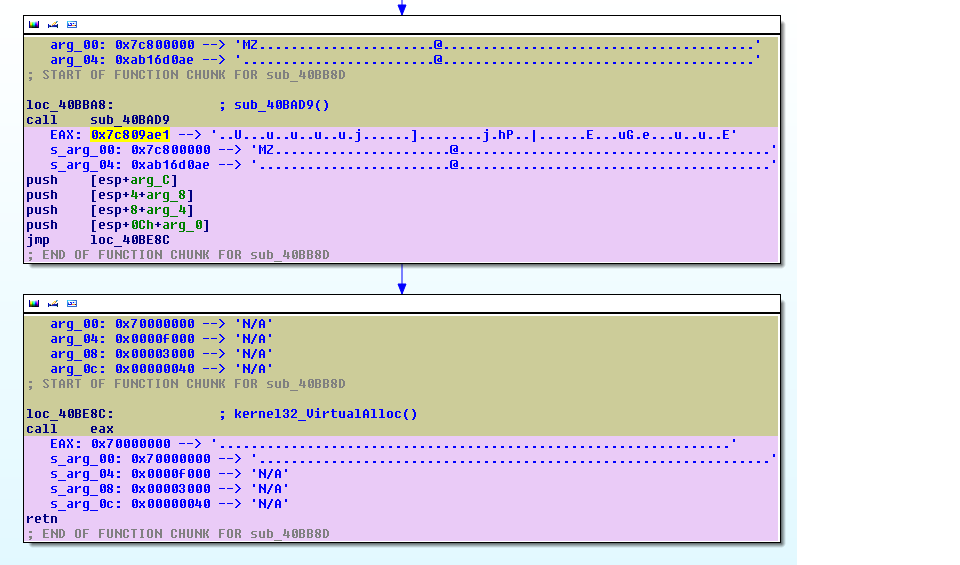 arg_00: 0x7c800000 --> 'MZ......................@.......................................'
arg_04: 0xab16d0ae --> '........................@.......................................'
; START OF FUNCTION CHUNK FOR sub_40BB8D
loc_40BBA8: ; sub_40BAD9()
call sub_40BAD9
EAX: 0x7c809ae1 --> '..U...u..u..u..u.j......]........j.hP..|......E...uG.e...u..u..E'
s_arg_00: 0x7c800000 --> 'MZ......................@.......................................'
s_arg_04: 0xab16d0ae --> '........................@.......................................'
push [esp+arg_C]
push [esp+4+arg_8]
push [esp+8+arg_4]
push [esp+0Ch+arg_0]
jmp loc_40BE8C
; END OF FUNCTION CHUNK FOR sub_40BB8D
arg_00: 0x70000000 --> 'N/A'
arg_04: 0x0000f000 --> 'N/A'
arg_08: 0x00003000 --> 'N/A'
arg_0c: 0x00000040 --> 'N/A'
; START OF FUNCTION CHUNK FOR sub_40BB8D
loc_40BE8C: ; kernel32_VirtualAlloc()
call eax
EAX: 0x70000000 --> '................................................................'
s_arg_00: 0x70000000 --> '................................................................'
s_arg_04: 0x0000f000 --> 'N/A'
s_arg_08: 0x00003000 --> 'N/A'
s_arg_0c: 0x00000040 --> 'N/A'
retn
; END OF FUNCTION CHUNK FOR sub_40BB8D